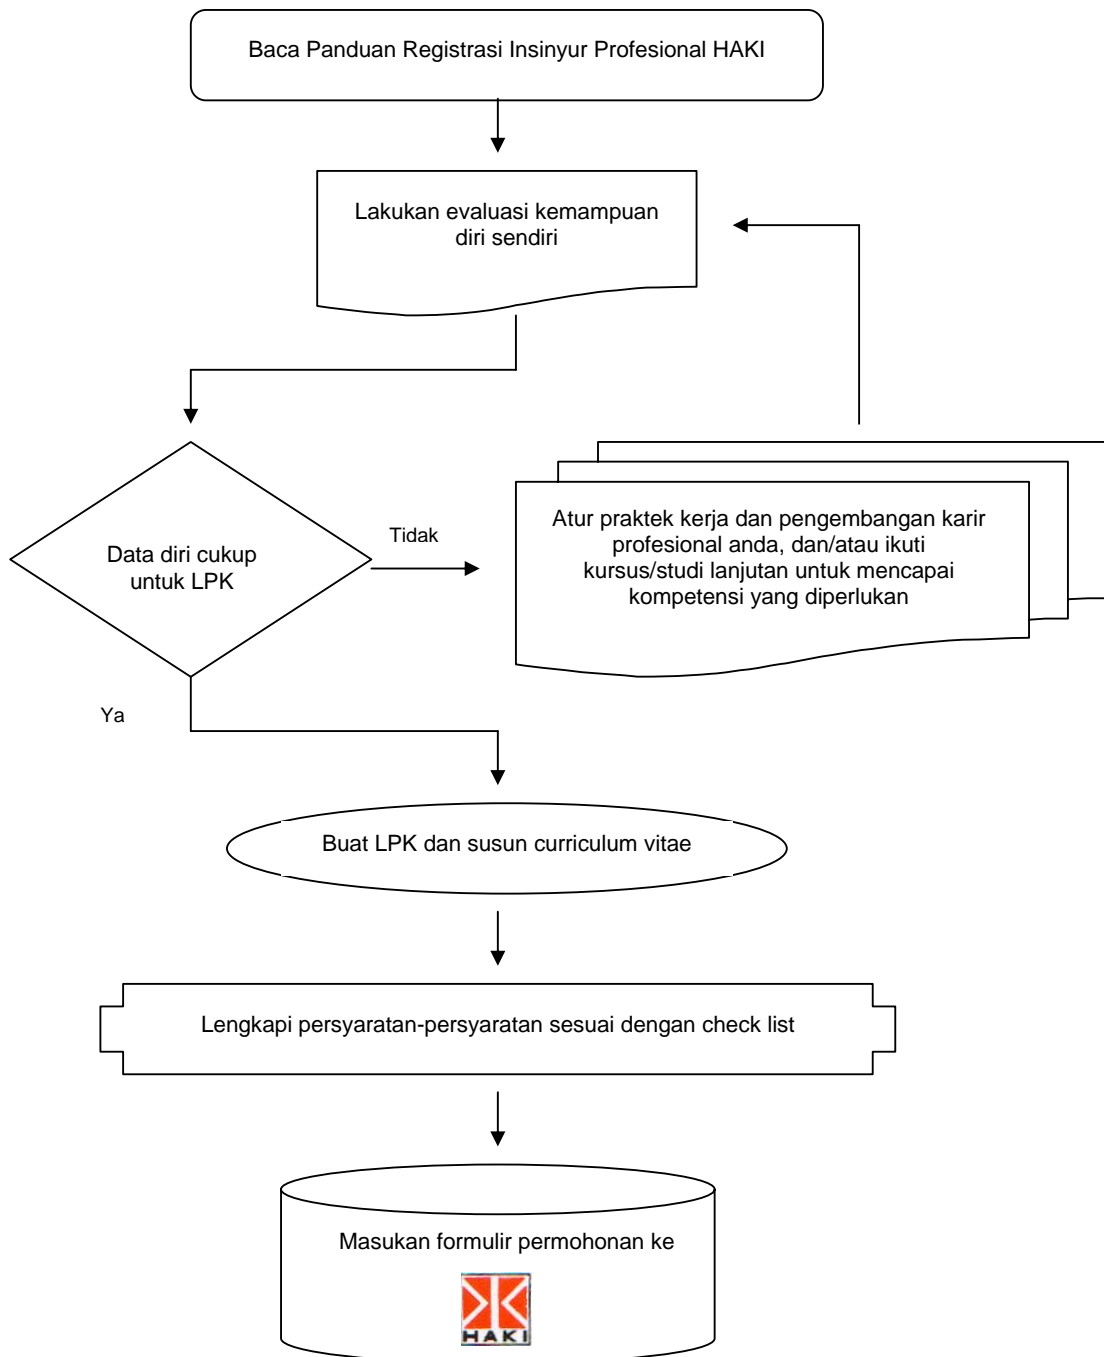 Baca Panduan Registrasi Insinyur Profesional HAKI
Lakukan evaluasi kemampuan
diri sendiri
Data diri cukup
untuk LPK
Tidak
Atur praktek kerja dan pengembangan karir
profesional anda, dan/atau ikuti
kursus/studi lanjutan untuk mencapai
kompetensi yang diperlukan
Ya
Buat LPK dan susun curriculum vitae
Lengkapi persyaratan-persyaratan sesuai dengan check list
Masukan formulir permohonan ke
HAKI